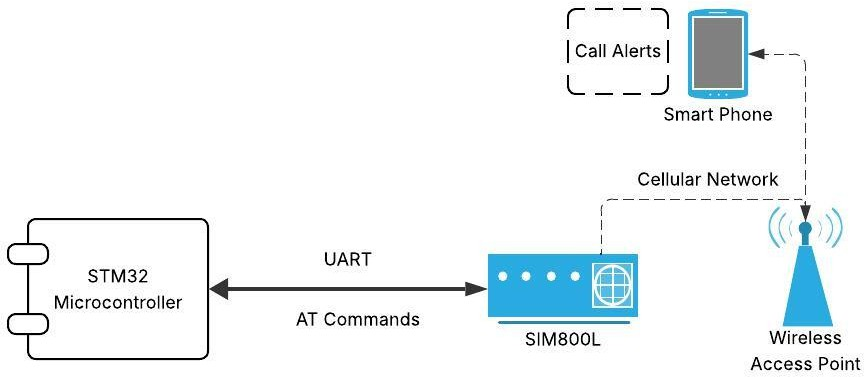 Call Alerts
Smart Phone
Cellular Network
STM32
Microcontroller
UART
AT Commands
SIM800L
Wireless
Access Point